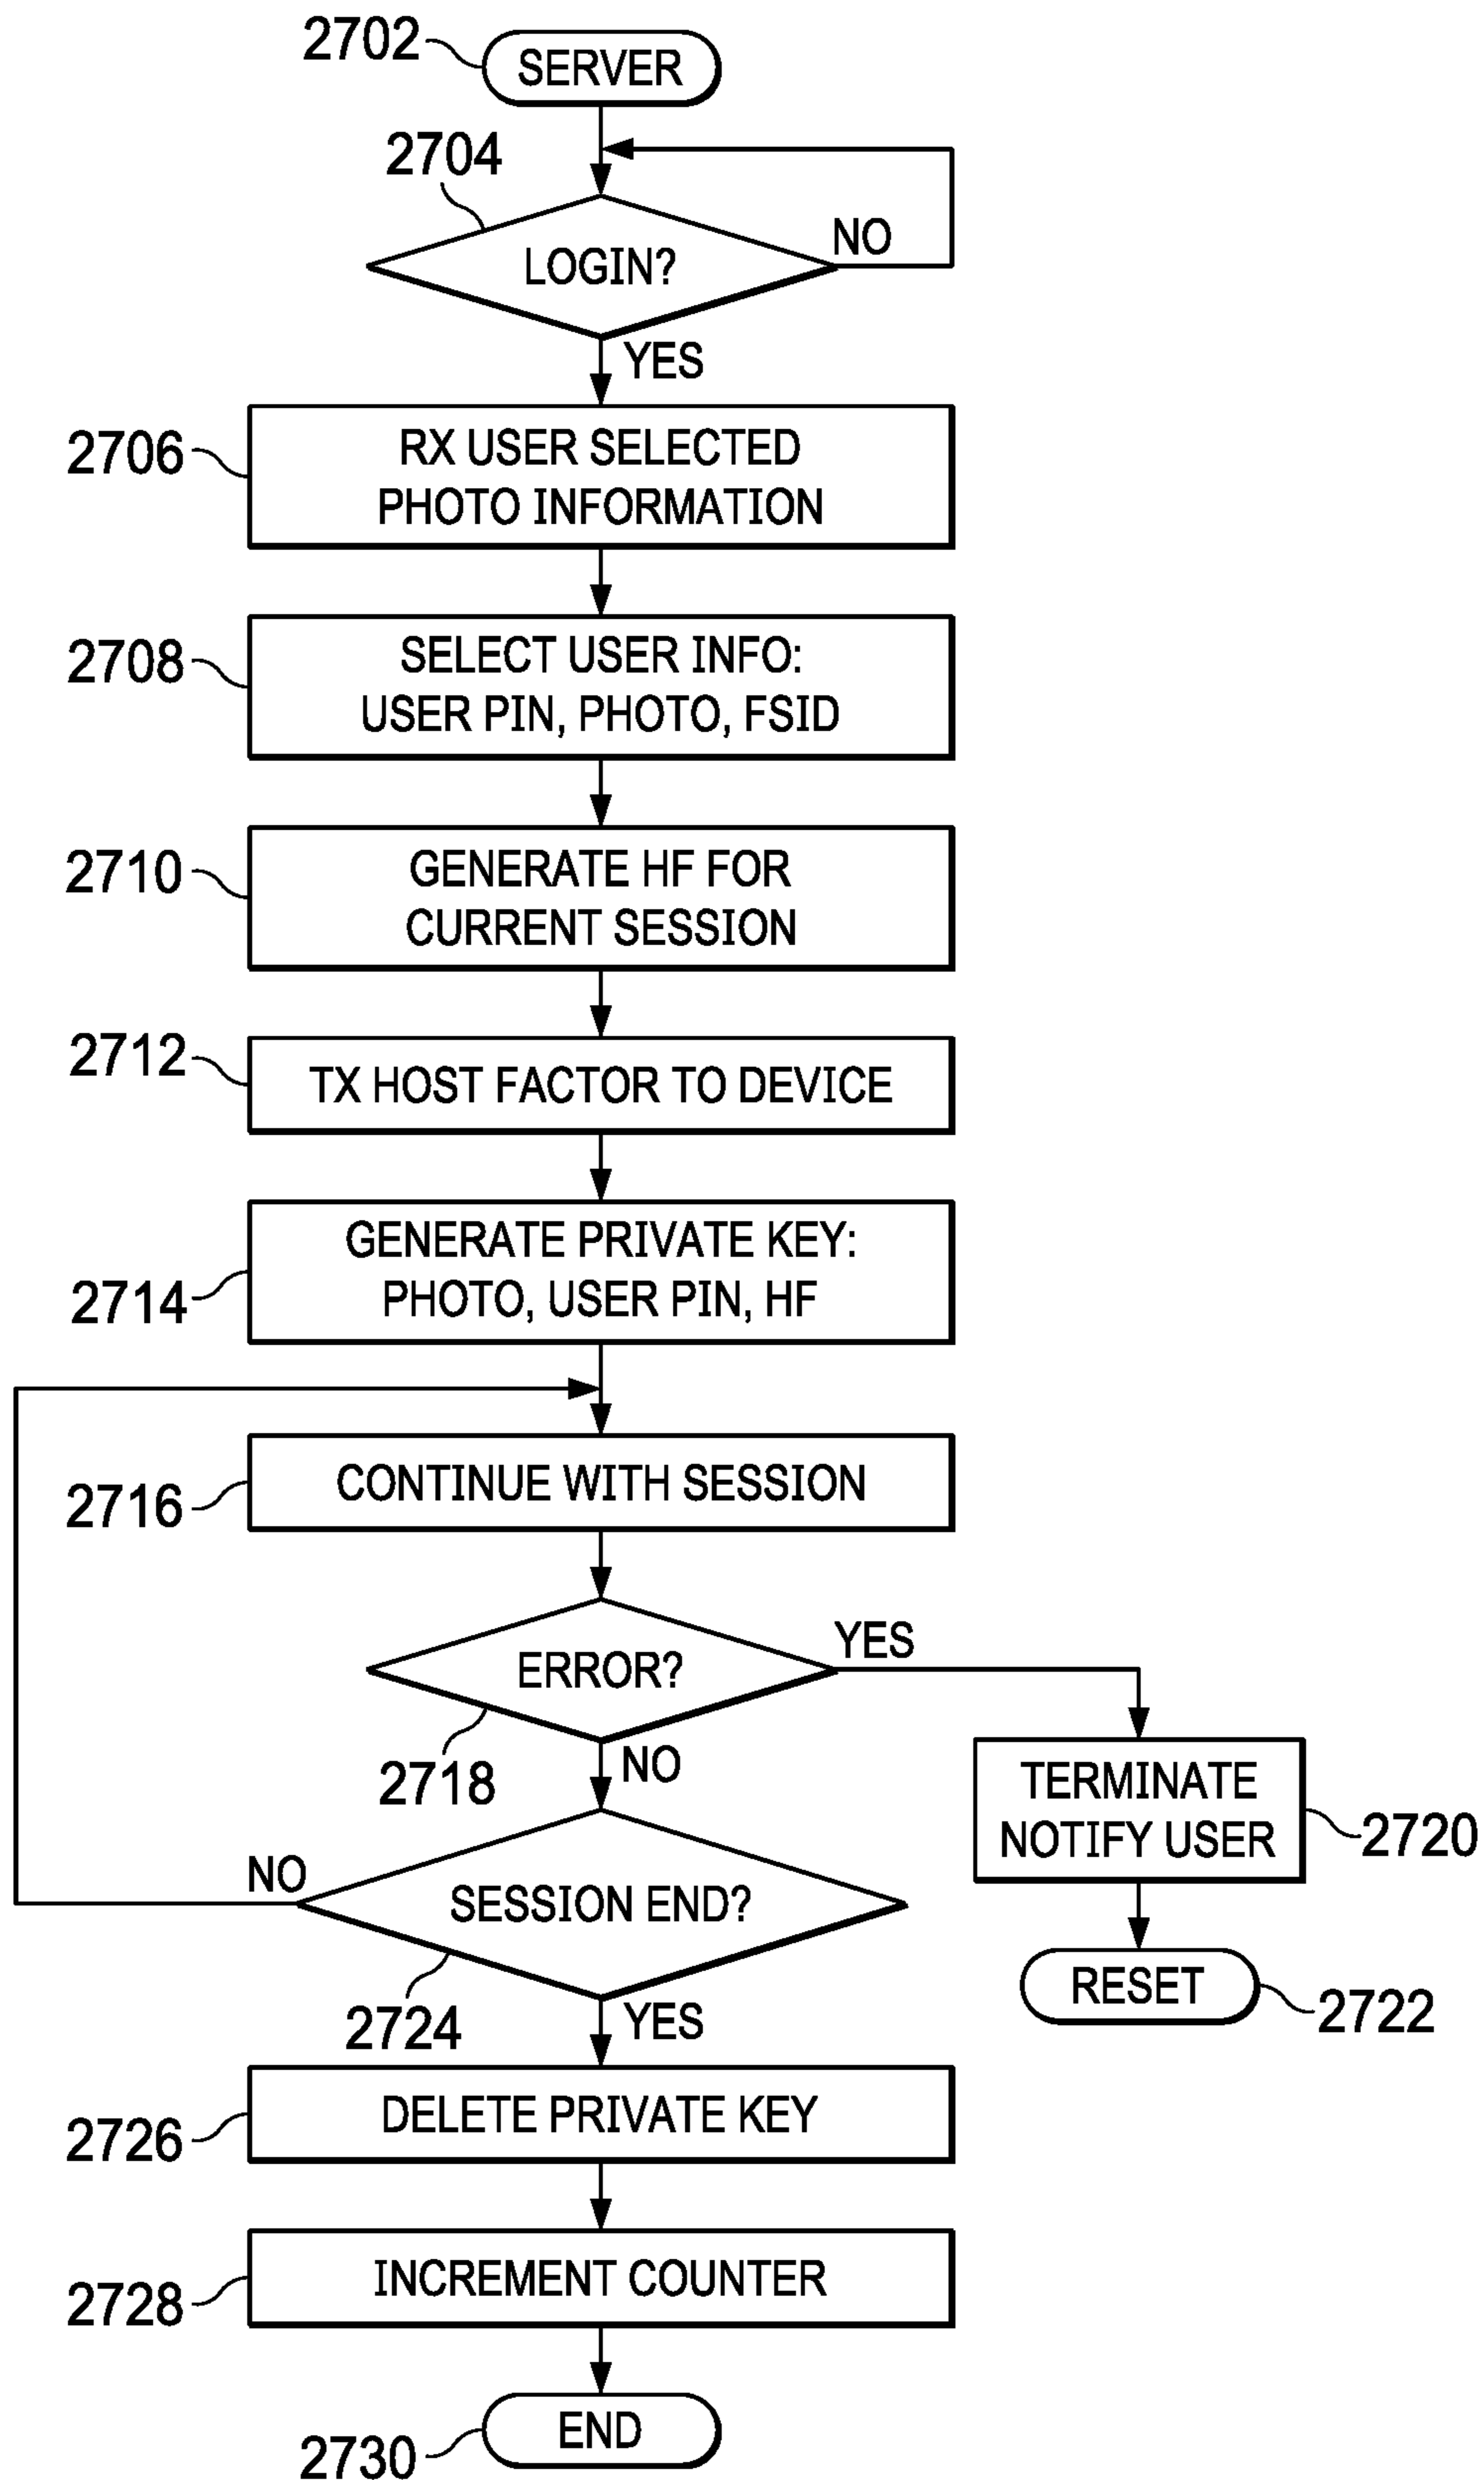 2702
SERVER
2704
LOGIN?
NO
YES
2706
RX USER SELECTED
PHOTO INFORMATION
2708
SELECT USER INFO:
USER PIN, PHOTO, FSID
2710
GENERATE HF FOR
CURRENT SESSION
2712
TX HOST FACTOR TO DEVICE
2714
GENERATE PRIVATE KEY:
PHOTO, USER PIN, HF
2716
CONTINUE WITH SESSION
ERROR?
YES
2718
NO
TERMINATE
NOTIFY USER
2720
NO
SESSION END?
RESET
2722
2724
YES
2726
DELETE PRIVATE KEY
2728
INCREMENT COUNTER
2730
END